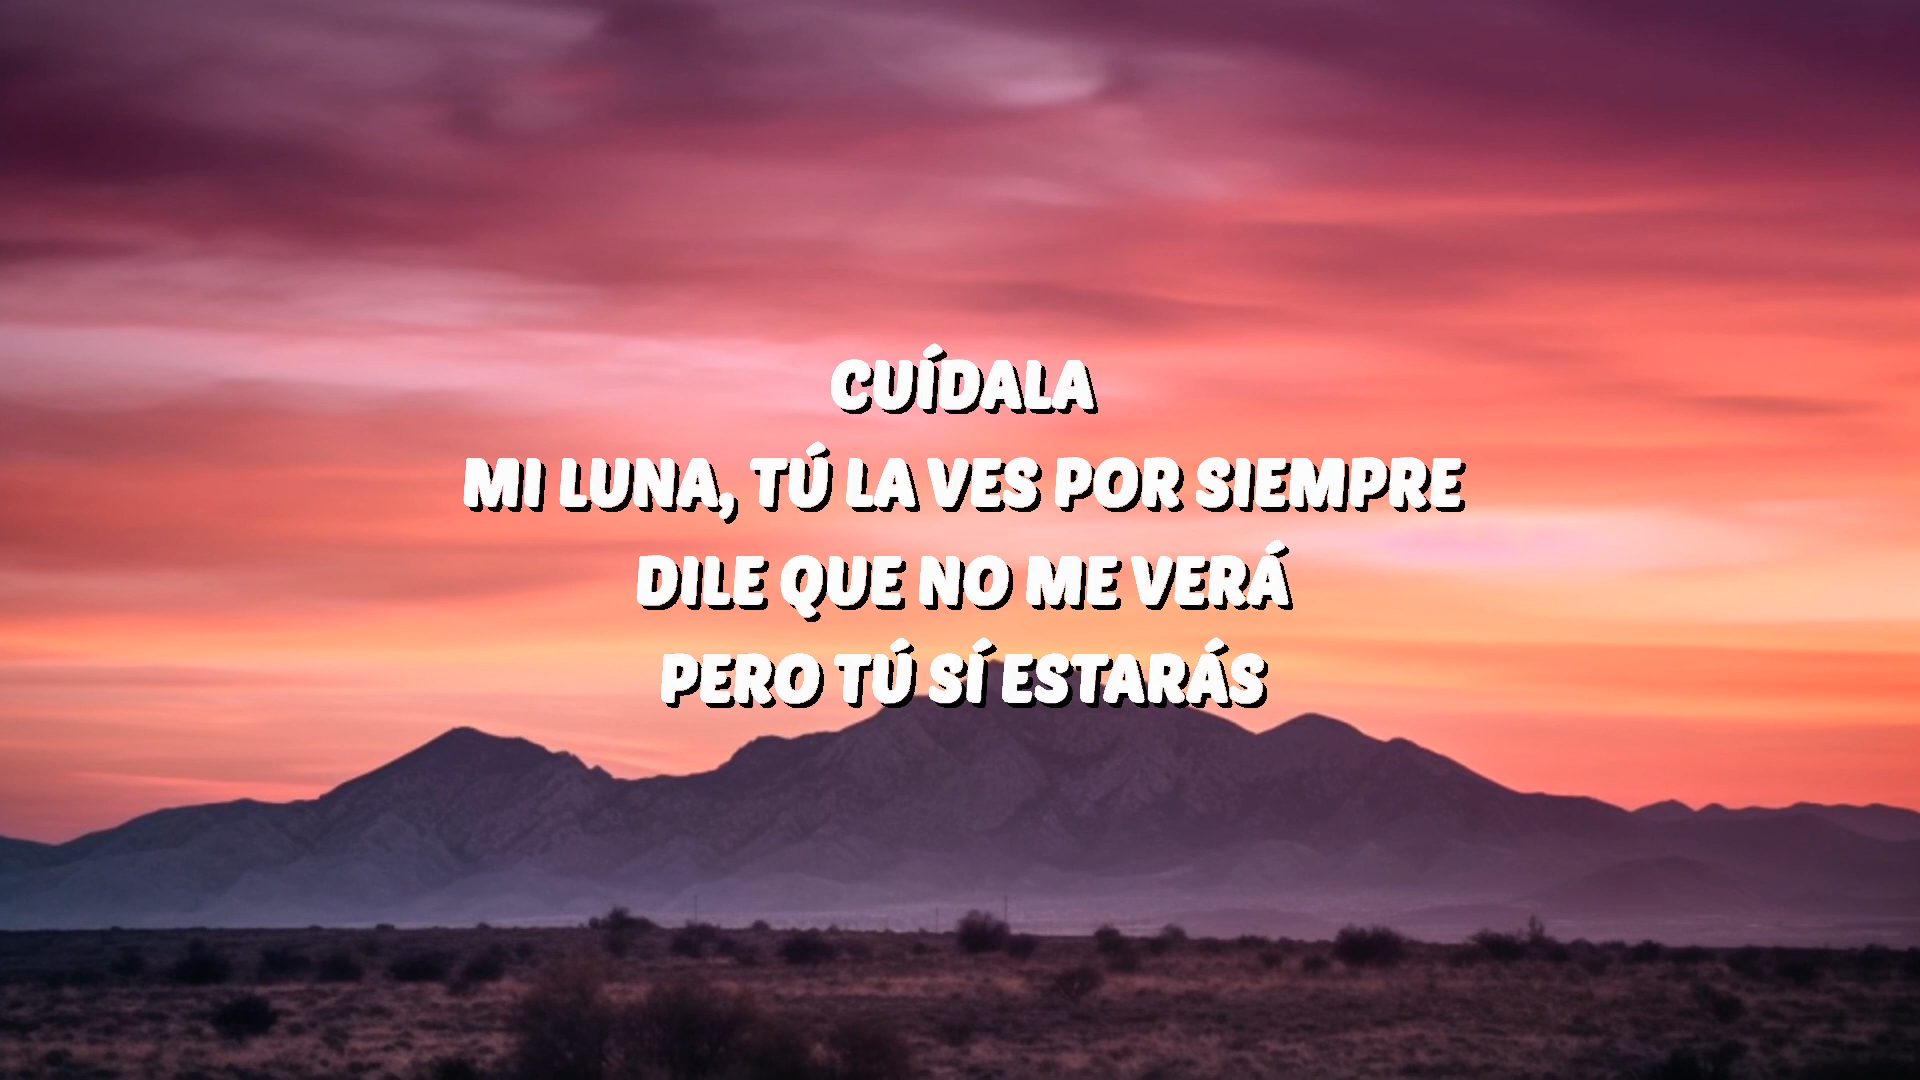 CUÍDALA
MI LUNA, TÚ LA VES POR SIEMPRE
DILE QUE NO ME VERÁ
PERO TÚ SÍ ESTARÁS